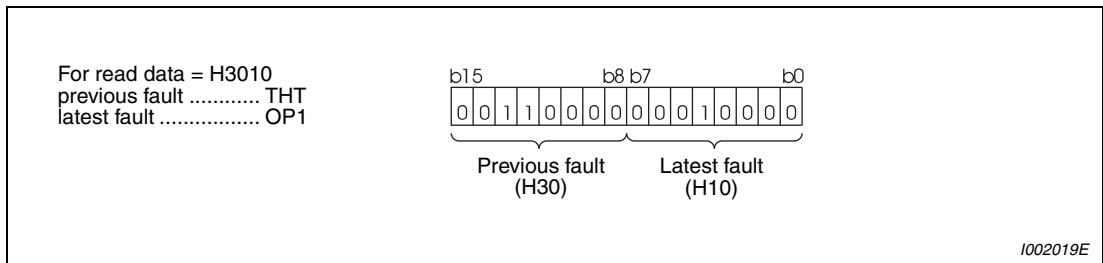 For read data = H3010
previous fault ............ THT
latest fault ................. OP1
b15 b8 b7 b0
0 0 1 1 0 0 0 0 0 0 0 1 0 0 0 0
Previous fault Latest fault
(H30) (H10)
I002019E